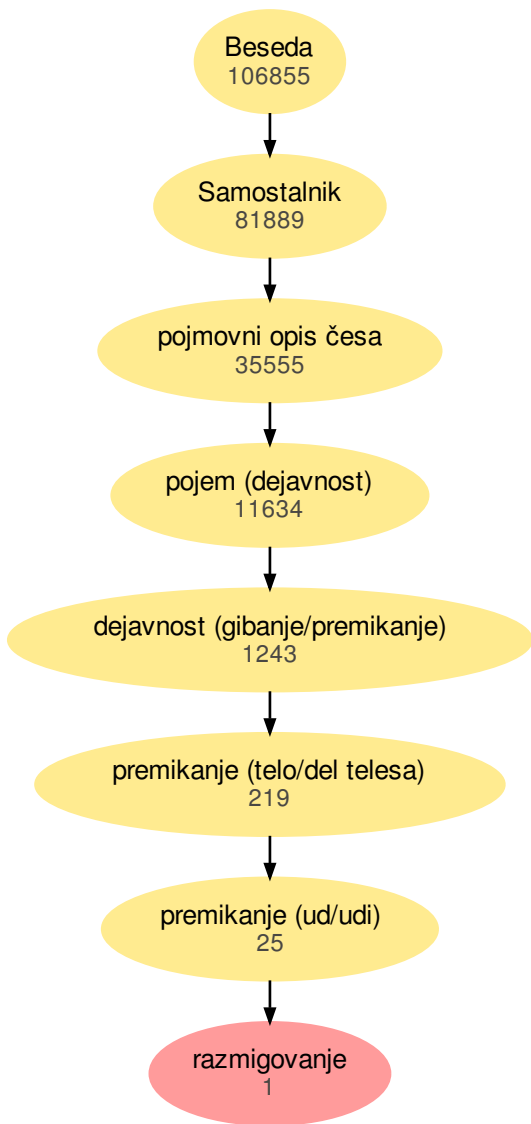 Beseda
106855
Samostalnik
81889
pojmovni opis česa
35555
pojem (dejavnost)
11634
dejavnost (gibanje/premikanje)
1243
premikanje (telo/del telesa)
219
premikanje (ud/udi)
25
razmigovanje
1